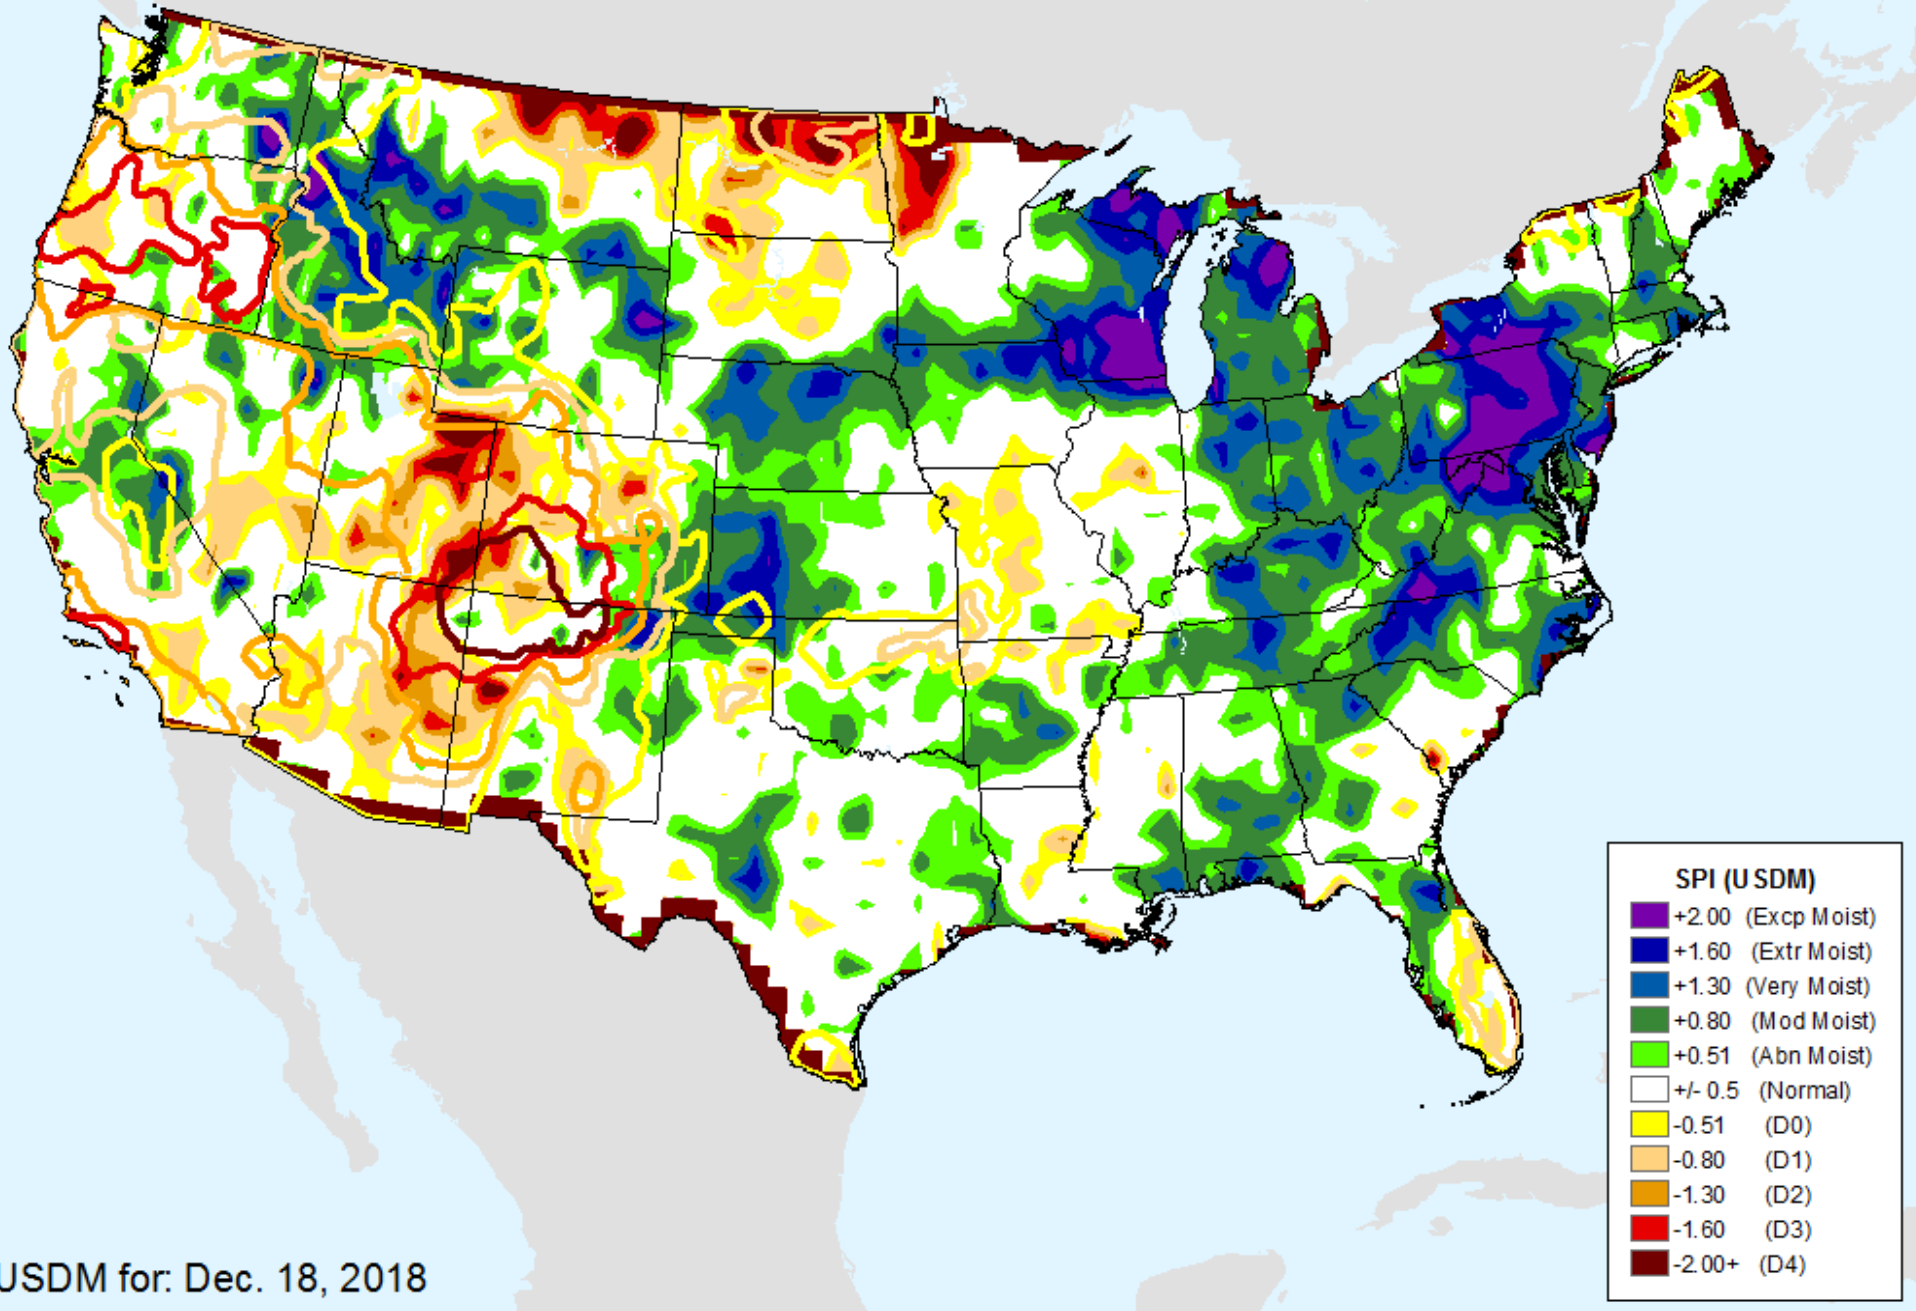 SPI (USDM)
+2.00 (Excp Moist)
+1.60 (Extr Moist)
+1.30 (Very Moist)
+0.80 (Mod Moist)
+0.51 (Abn Moist)
+/- 0.5 (Normal)
-0.51 (D0)
-0.80 (D1)
-1.30 (D2)
-1.60 (D3)
-2.00+ (D4)
USDM for: Dec. 18, 2018